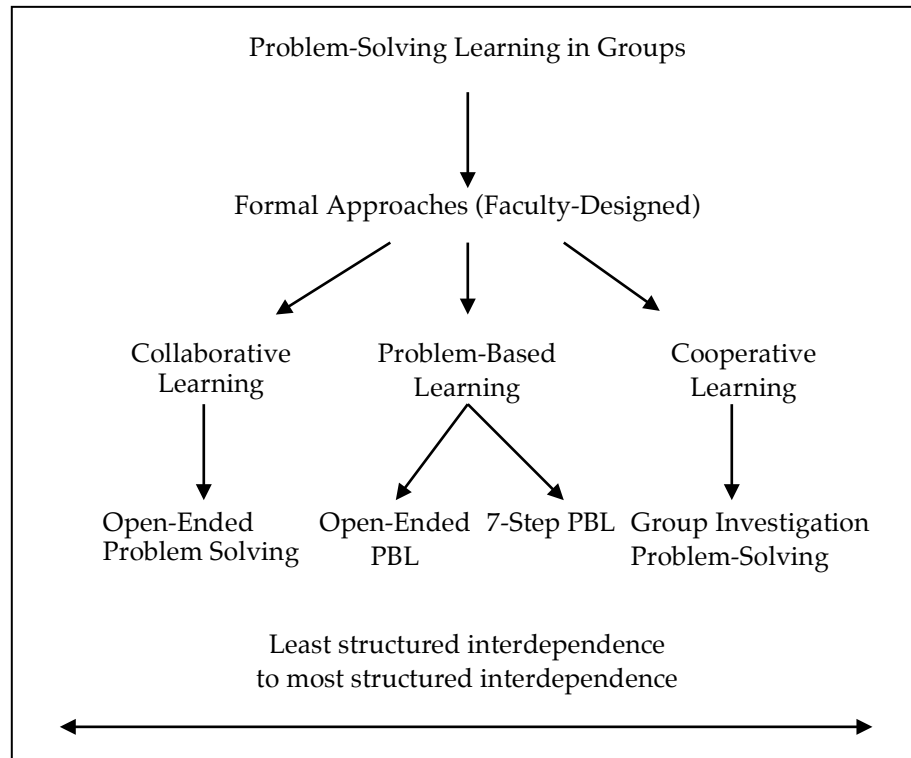 Problem-Solving Learning in Groups
Formal Approaches (Faculty-Designed)
Collaborative
Learning
Problem-Based
Learning
Cooperative
Learning
Open-Ended
Problem Solving
Open-Ended
PBL
7-Step PBL
Group Investigation
Problem-Solving
Least structured interdependence
to most structured interdependence